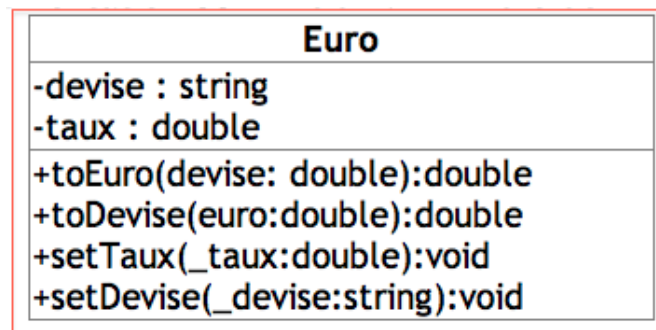 Euro
-devise : string
-taux : double
+toEuro(devise: double):double
+toDevise(euro:double):double
+setTaux(_taux:double):void
+setDevise(_devise:string):void